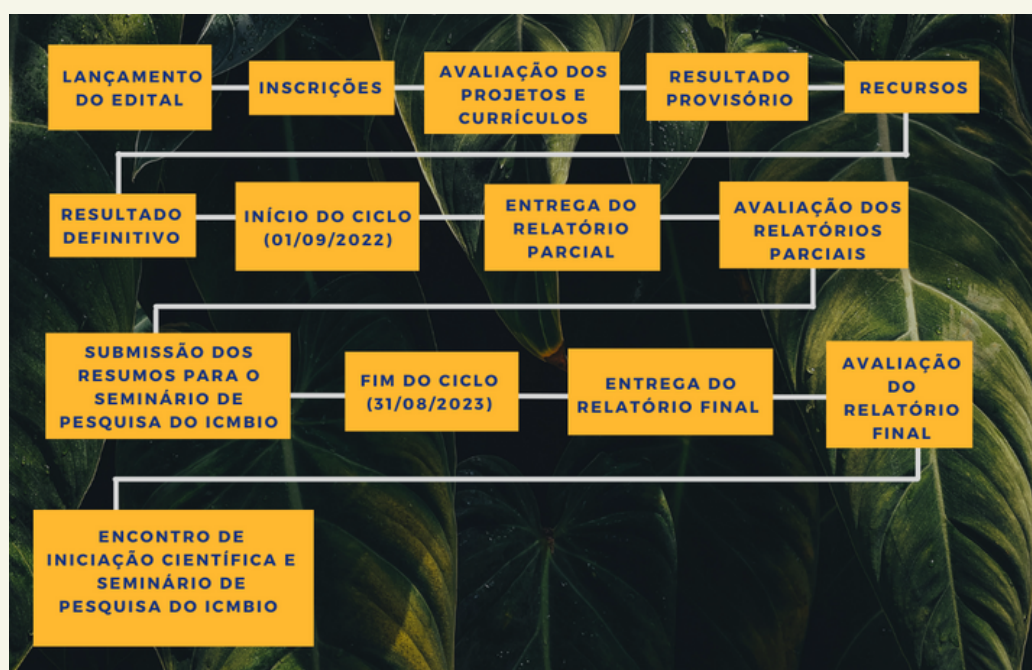 LANÇAMENTO
DO EDITAL
INSCRIÇÕES
AVALIAÇÃO DOS
PROJETOS E
CURRÍCULOS
RESULTADO
PROVISÓRIO
RECURSOS
RESULTADO
DEFINITIVO
INÍCIO DO CICLO
(01/09/2022)
ENTREGA DO
RELATÓRIO
PARCIAL
AVALIAÇÃO DOS
RELATÓRIOS
PARCIAIS
SUBMISSÃO DOS
RESUMOS PARA O
SEMINÁRIO DE
PESQUISA DO ICMBIO
FIM DO CICLO
(31/08/2023)
ENTREGA DO
RELATÓRIO FINAL
AVALIAÇÃO
DO
RELATÓRIO
FINAL
ENCONTRO DE
INICIAÇÃO CIENTÍFICA E
SEMINÁRIO DE
PESQUISA DO ICMBIO